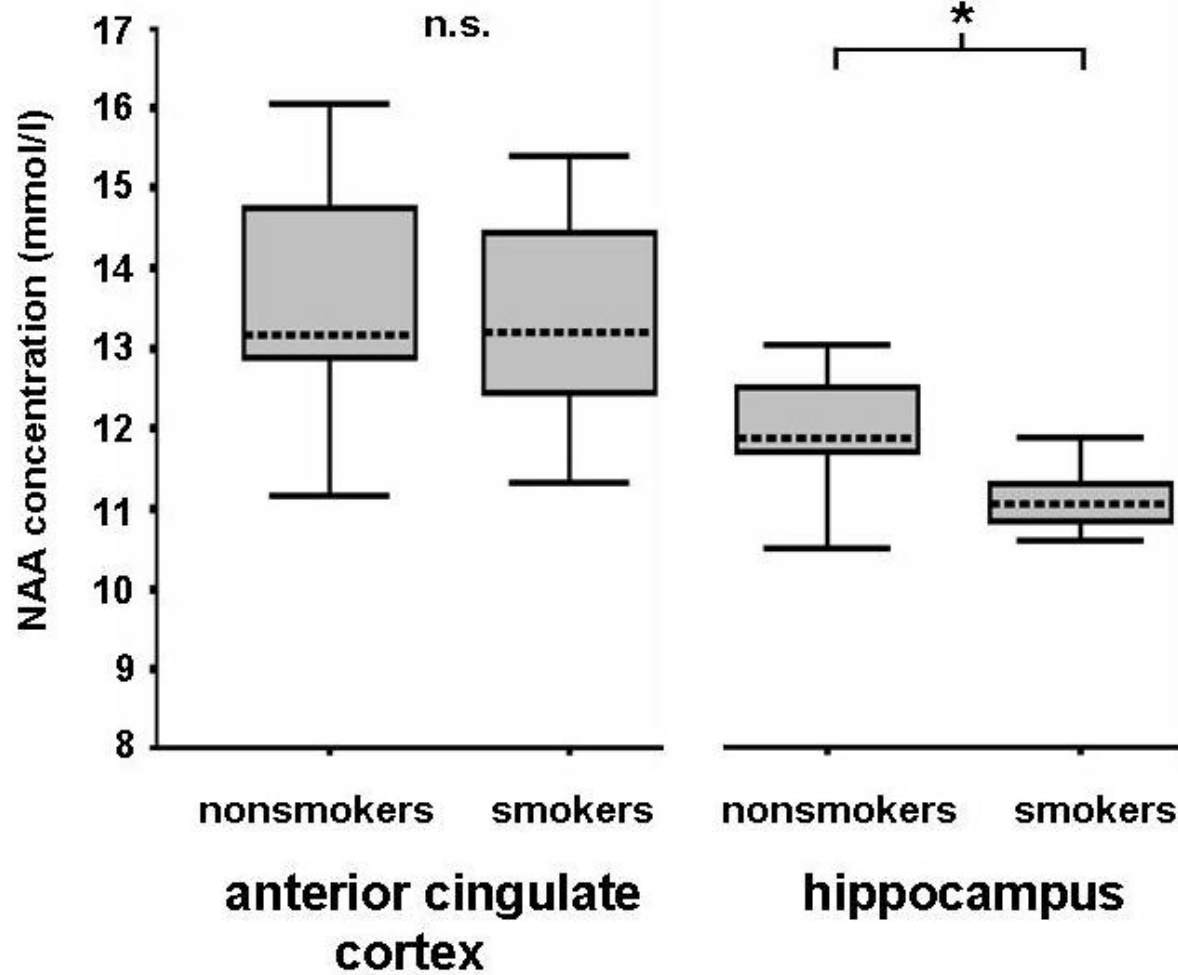 n.s.
*
17
16
15
14
13
12
11
10
9
8
NAA concentration (mmol/l)
nonsmokers smokers nonsmokers smokers
anterior cingulate
cortex
hippocampus